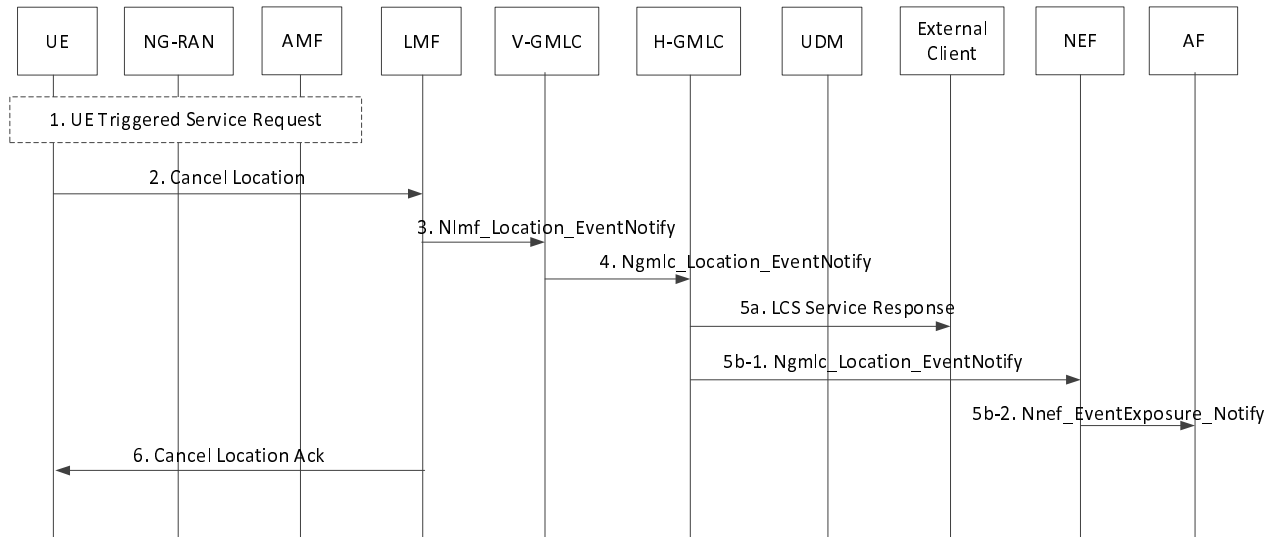 UE
NG-RAN
AMF
LMF
V-GMLC
H-GMLC
UDM
External
Client
NEF
AF
1. UE Triggered Service Request
2. Cancel Location
3. Nlmf_Location_EventNotify
4. Ngmlc_Location_EventNotify
5a. LCS Service Response
5b-1. Ngmlc_Location_EventNotify
5b-2. Nnef_EventExposure_Notify
6. Cancel Location Ack